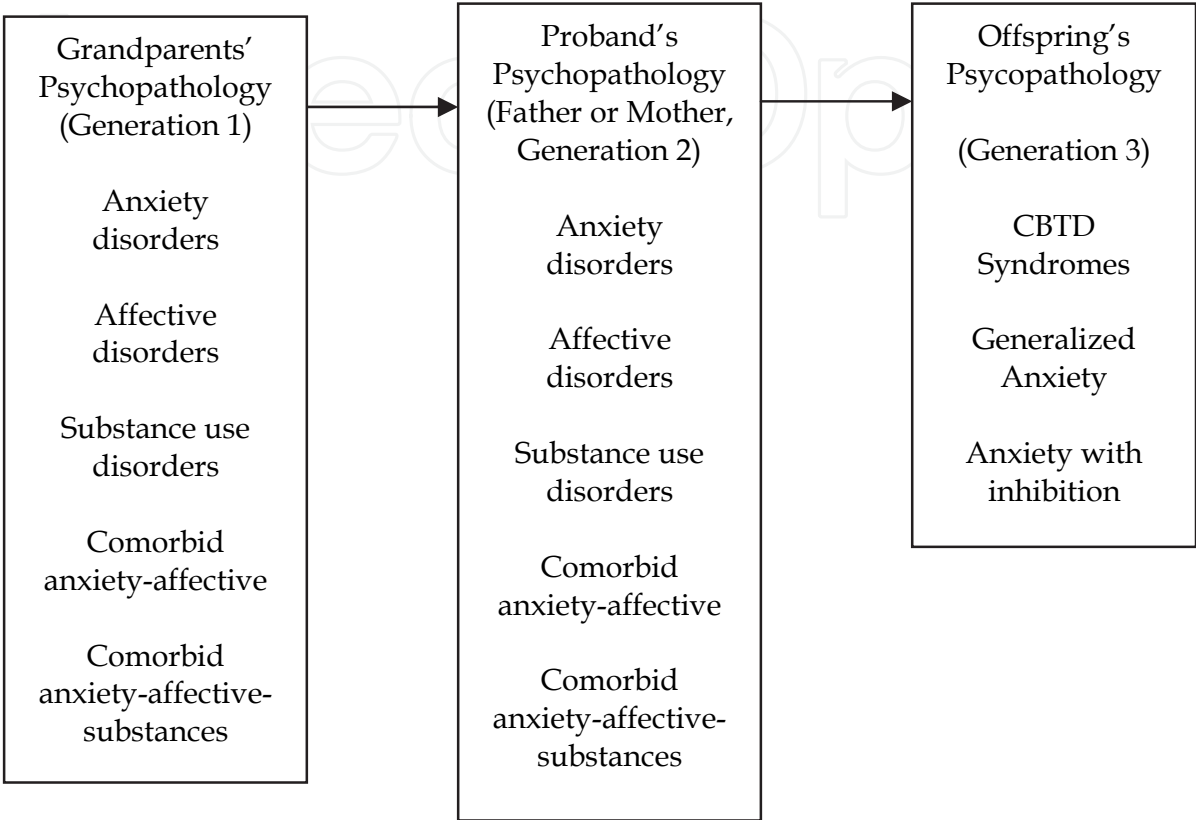 Grandparents’
Psychopathology
(Generation 1)
Anxiety
disorders
Affective
disorders
Substance use
disorders
Comorbid
anxiety-affective
Comorbid
anxiety-affective-
substances
Proband’s
Psychopathology
(Father or Mother,
Generation 2)
Anxiety
disorders
Affective
disorders
Substance use
disorders
Comorbid
anxiety-affective
Comorbid
anxiety-affective-
substances
Offspring’s
Psycopathology
(Generation 3)
CBTD
Syndromes
Generalized
Anxiety
Anxiety with
inhibition